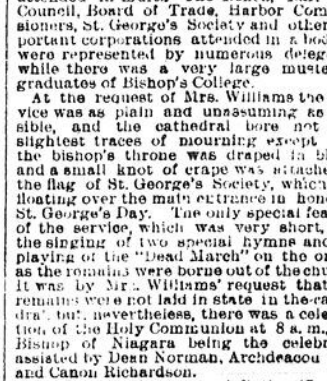 Council, Board of Trade, Harbor Com
sioners, St. George's Society and other
portant corporations attended in a bod
were represented by numerous deleg
while there was a very large muste
graduates of Bishop's College.
At the request of Mrs. Williams the
vice was as plain and unassuming as
sible, and the cathedral bore not
slightest traces of mourning except
the bishop's throne was draped in bl
and a small knot of crape was attache
the flag of St. George's Society, which
floating over the main entrance in hono
St. George's Day. The only special fea
of the service, which was very short,
the singing of two special hymns and
playing of the "Dead March" on the or
as the remains were borne out of the chu
It was by Mrs. Williams' request that
remains were not laid in state in the ca
dral, but, nevertheless, there was a cele
tion of the Holy Communion at 8 a. m.,
Bishop of Niagara being the celebr
assisted by Dean Norman, Archdeaco
and Canon Richardson.